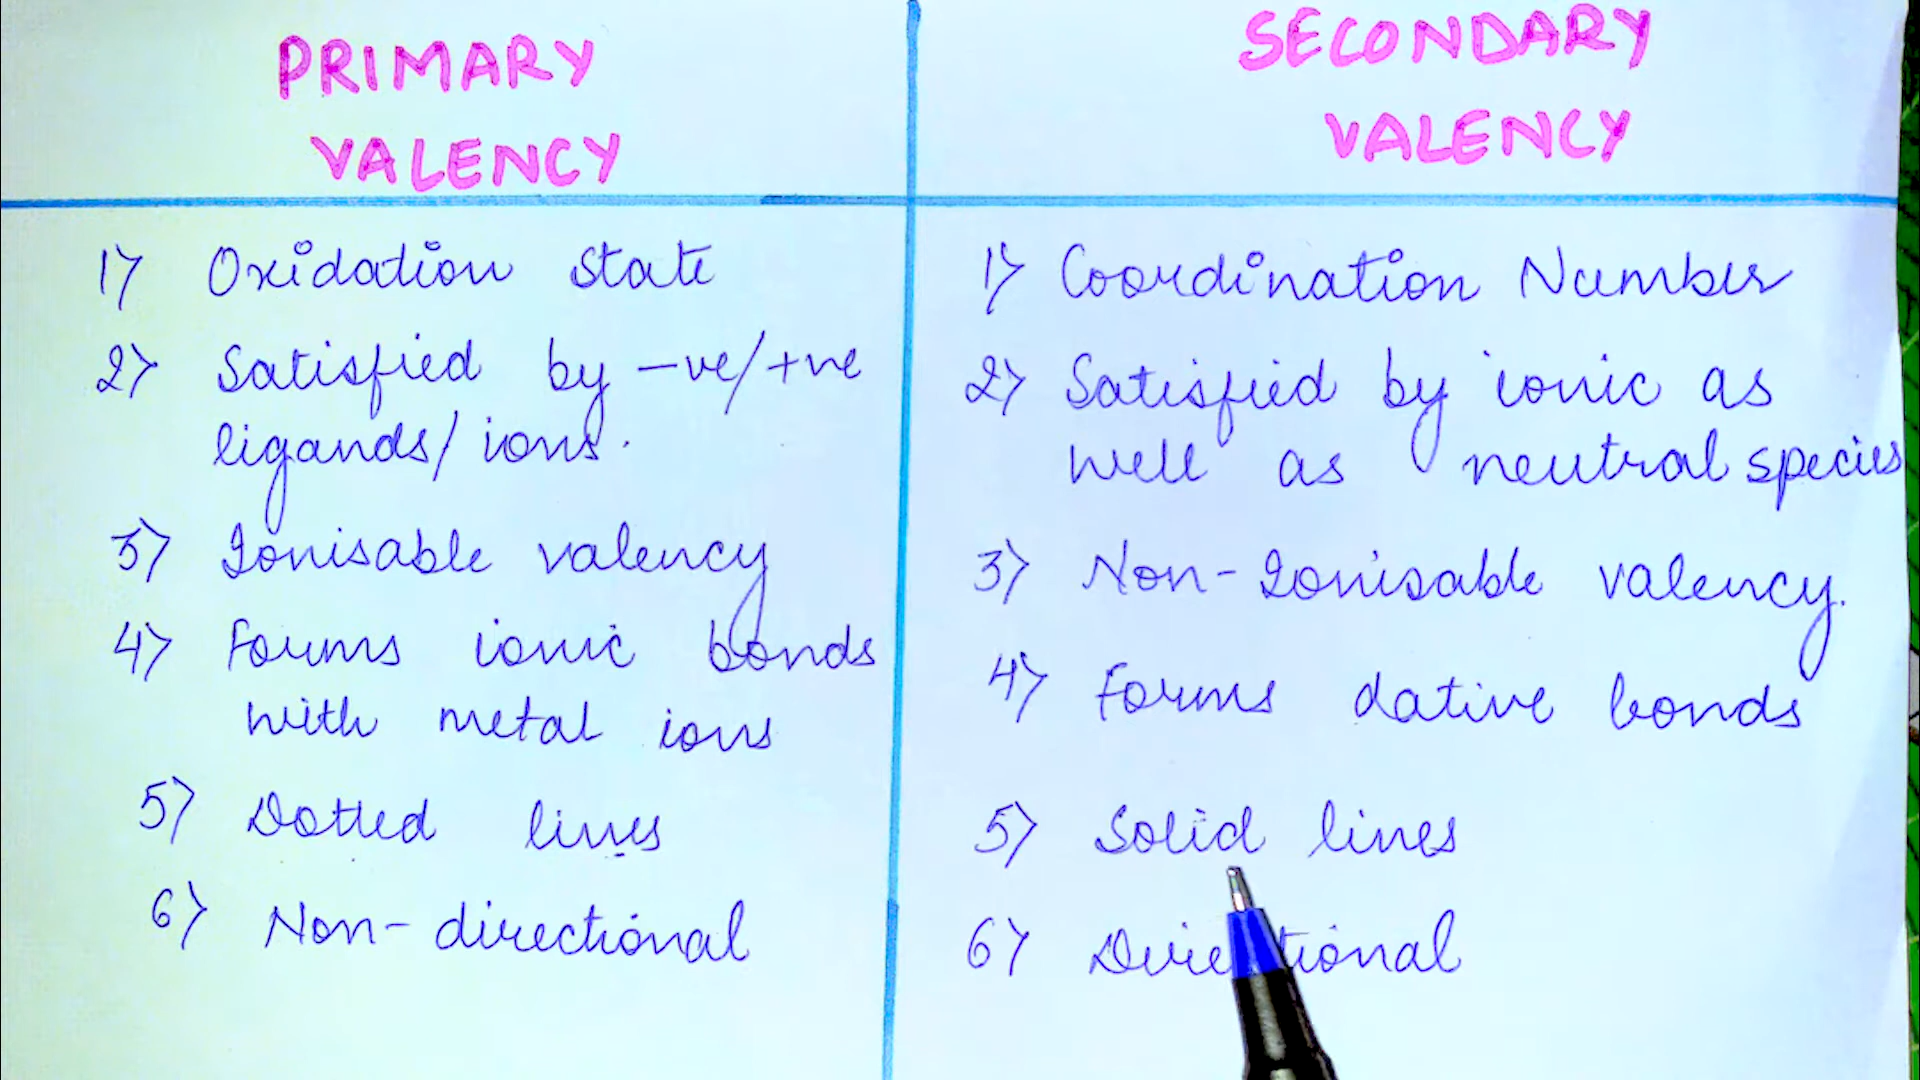 PRIMARY
VALENCY
1) Oxidation state
2) Satisfied by -ve/+ve
ligands/ions.
3) Ionisable valency
4) Forms ionic bonds
with metal ions
5) Dotted lines
6) Non-directional
SECONDARY
VALENCY
1) Coordination Number
2) Satisfied by ionic as
well as neutral species
3) Non-Ionisable valency.
4) Forms dative bonds
5) Solid lines
6) Directional